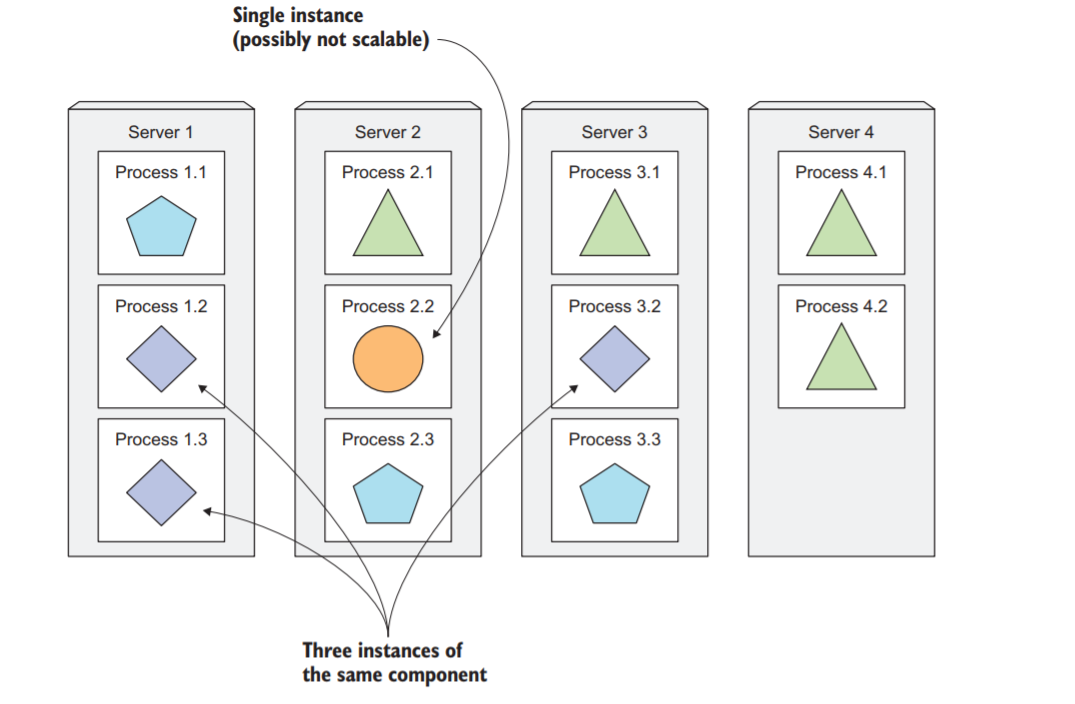 Single instance
(possibly not scalable)
Server 1
Process 1.1
Process 1.2
Process 1.3
Server 2
Process 2.1
Process 2.2
Process 2.3
Server 3
Process 3.1
Process 3.2
Process 3.3
Server 4
Process 4.1
Process 4.2
Three instances of
the same component